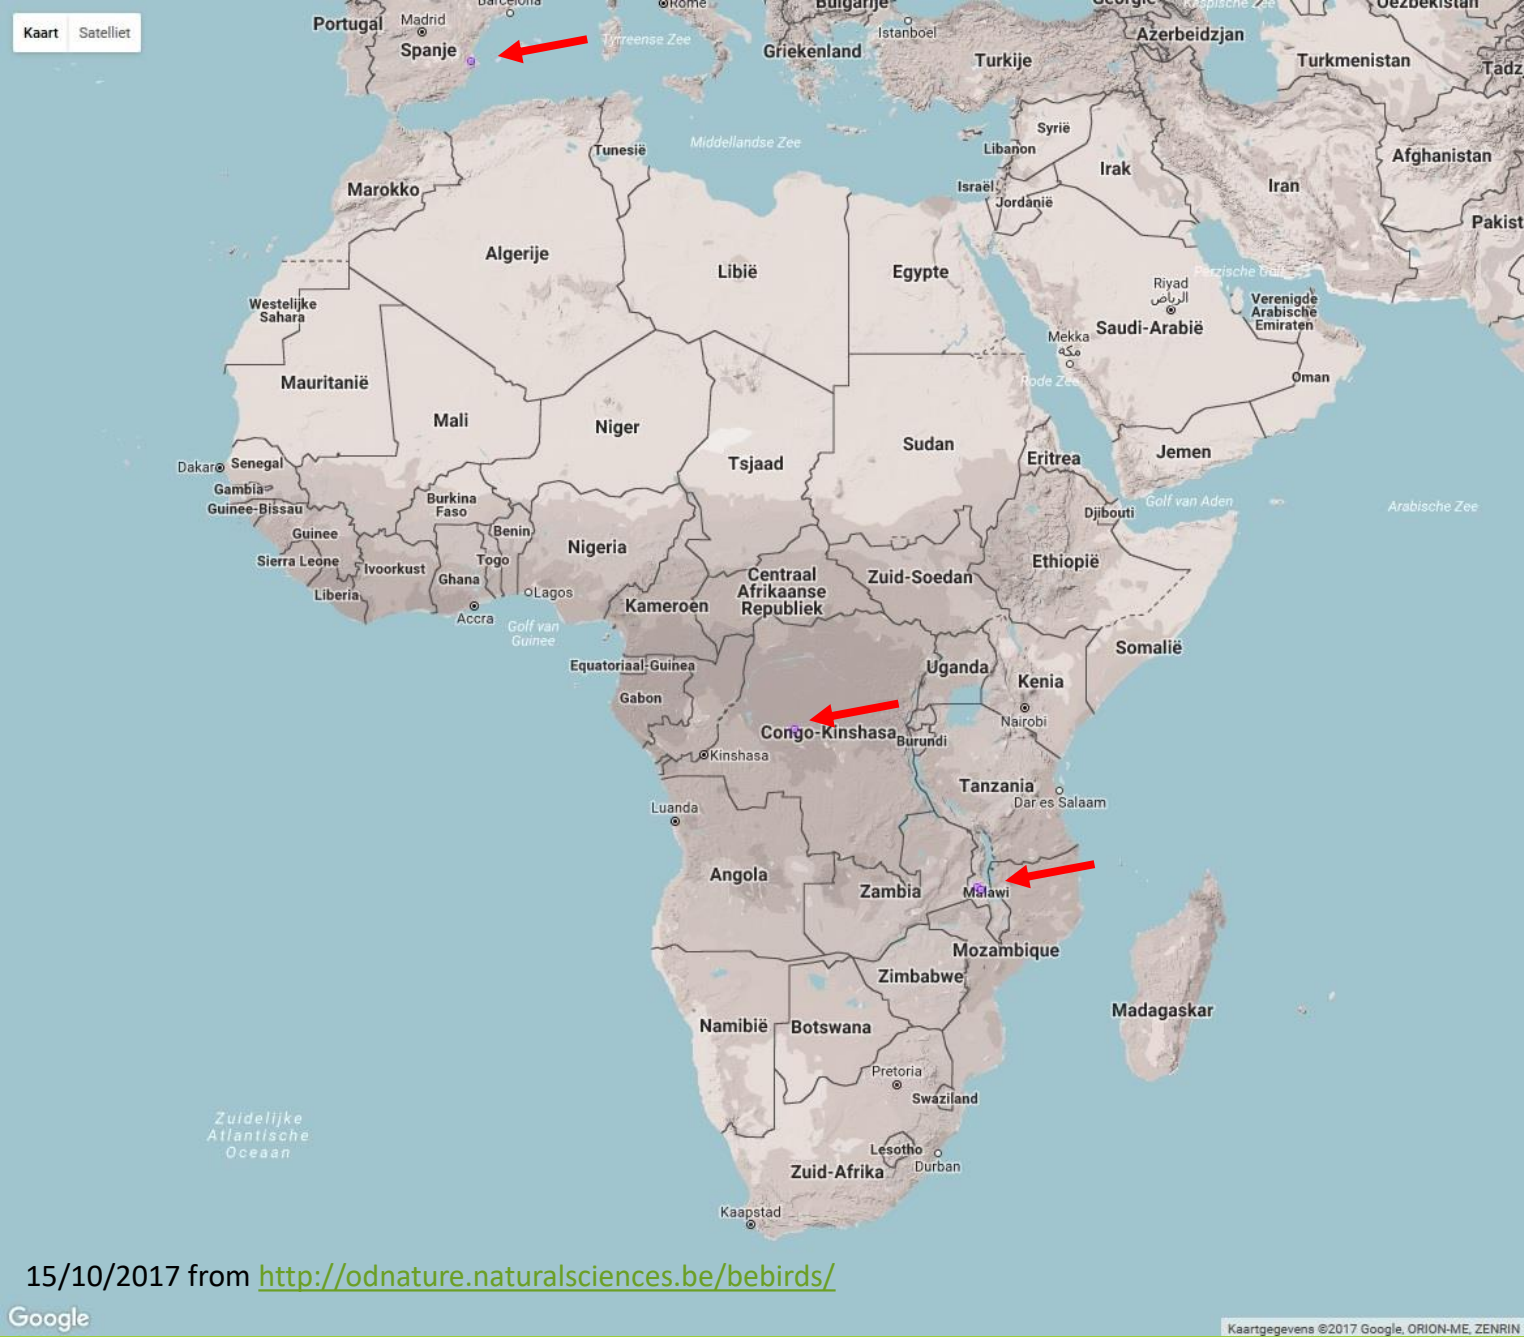 Kaart Satelliet
Portugal
Madrid
Spanje
Barcelona
Rome
Tyrreense Zee
Bulgarije
Istanboel
Griekenland
Turkije
Georgië
Kaspische Zee
Azerbeidzjan
Oezbekistan
Turkmenistan
Tadz
Syrië
Libanon
Middellandse Zee
Tunesië
Irak
Afghanistan
Marokko
Israël
Jordanië
Iran
Pakist
Algerije
Libië
Egypte
Perzische Golf
Riyad
الرياض
Westelijke
Sahara
Verenigde
Arabische
Emiraten
Mekka
مكة
Saudi-Arabië
Mauritanië
Rode Zee
Oman
Mali
Niger
Tsjaad
Sudan
Eritrea
Jemen
Dakar
Senegal
Gambia
Guinee-Bissau
Burkina
Faso
Djibouti
Golf van Aden
Arabische Zee
Guinee
Benin
Nigeria
Sierra Leone
Ivoorkust
Ghana
Togo
Liberia
Lagos
Accra
Golf van
Guinee
Kameroen
Centraal
Afrikaanse
Republiek
Zuid-Soedan
Ethiopië
Somalië
Equatoriaal-Guinea
Gabon
Uganda
Kenia
Nairobi
Congo-Kinshasa
Burundi
Kinshasa
Tanzania
Dar es Salaam
Luanda
Angola
Zambia
Malawi
Mozambique
Zimbabwe
Madagaskar
Namibië
Botswana
Pretoria
Swaziland
Zuidelijke
Atlantische
Oceaan
Lesotho
Durban
Zuid-Afrika
Kaapstad
15/10/2017 from http://odnature.naturalsciences.be/bebirds/
Google
Kaartgegevens ©2017 Google, ORION-ME, ZENRIN